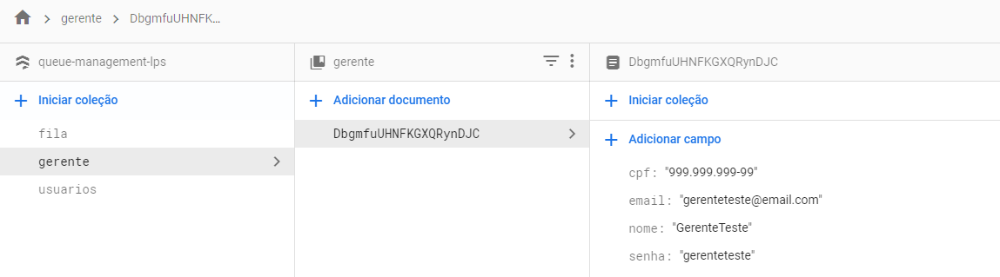 gerente DbgmfuUHNFK...
queue-management-lps
Iniciar coleção
fila
gerente
usuarios
gerente
Adicionar documento
DbgmfuUHNFKGXQRynDJC
DbgmfuUHNFKGXQRynDJC
Iniciar coleção
Adicionar campo
cpf: "999.999.999-99"
email: "gerenteteste@email.com"
nome: "GerenteTeste"
senha: "gerenteteste"